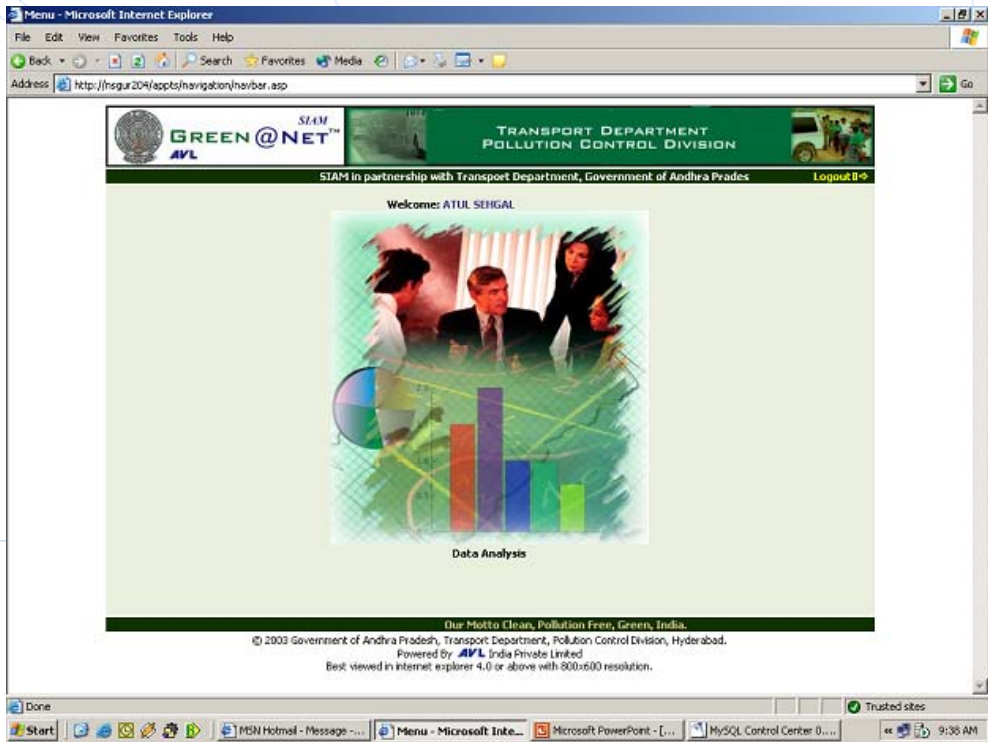 Menu - Microsoft Internet Explorer
File Edit View Favorites Tools Help
Back Search Favorites Media
Address http://nsgur204/appts/navigation/navbar.asp Go
SIAM
GREEN @ NET™
AVL
TRANSPORT DEPARTMENT
POLLUTION CONTROL DIVISION
SIAM in partnership with Transport Department, Government of Andhra Prades Logout
Welcome: ATUL SEHGAL
Data Analysis
Our Motto Clean, Pollution Free, Green, India.
© 2003 Government of Andhra Pradesh, Transport Department, Pollution Control Division, Hyderabad.
Powered By AVL India Private Limited
Best viewed in internet explorer 4.0 or above with 800x600 resolution.
Done Trusted sites
Start MSN Hotmail - Message -... Menu - Microsoft Inte... Microsoft PowerPoint - [... MySQL Control Center 0.... 9:38 AM